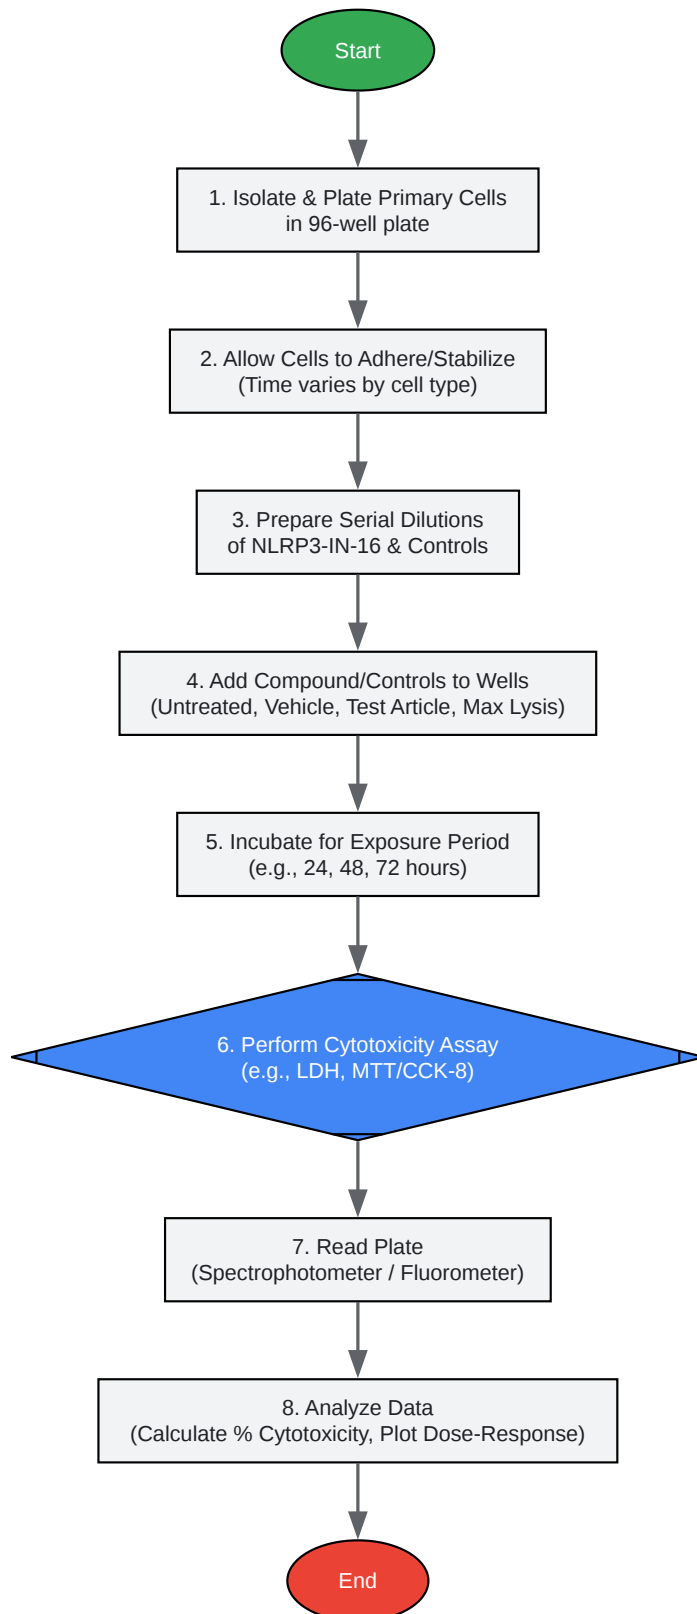 Start
1. Isolate & Plate Primary Cells
in 96-well plate
2. Allow Cells to Adhere/Stabilize
(Time varies by cell type)
3. Prepare Serial Dilutions
of NLRP3-IN-16 & Controls
4. Add Compound/Controls to Wells
(Untreated, Vehicle, Test Article, Max Lysis)
5. Incubate for Exposure Period
(e.g., 24, 48, 72 hours)
6. Perform Cytotoxicity Assay
(e.g., LDH, MTT/CCK-8)
7. Read Plate
(Spectrophotometer / Fluorometer)
8. Analyze Data
(Calculate % Cytotoxicity, Plot Dose-Response)
End